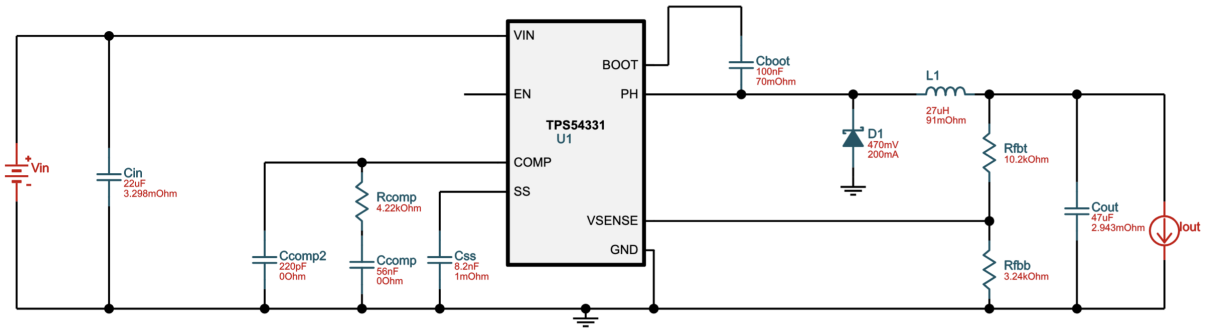 VIN
BOOT
Cboot
100nF
70mOhm
L1
EN
PH
27uH
91mOhm
TPS54331
U1
D1
470mV
200mA
Rfbt
10.2kOhm
+
Vin
-
Cin
22uF
3.298mOhm
COMP
SS
Rcomp
4.22kOhm
VSENSE
Cout
47uF
2.943mOhm
Iout
GND
Ccomp2
220pF
0Ohm
Ccomp
56nF
0Ohm
Css
8.2nF
1mOhm
Rfbb
3.24kOhm